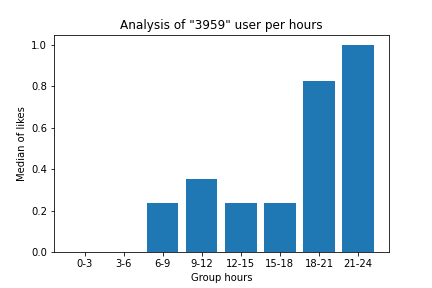 Analysis of "3959" user per hours
1.0
0.8
0.6
0.4
0.2
0.0
Median of likes
0-3 3-6 6-9 9-12 12-15 15-18 18-21 21-24
Group hours